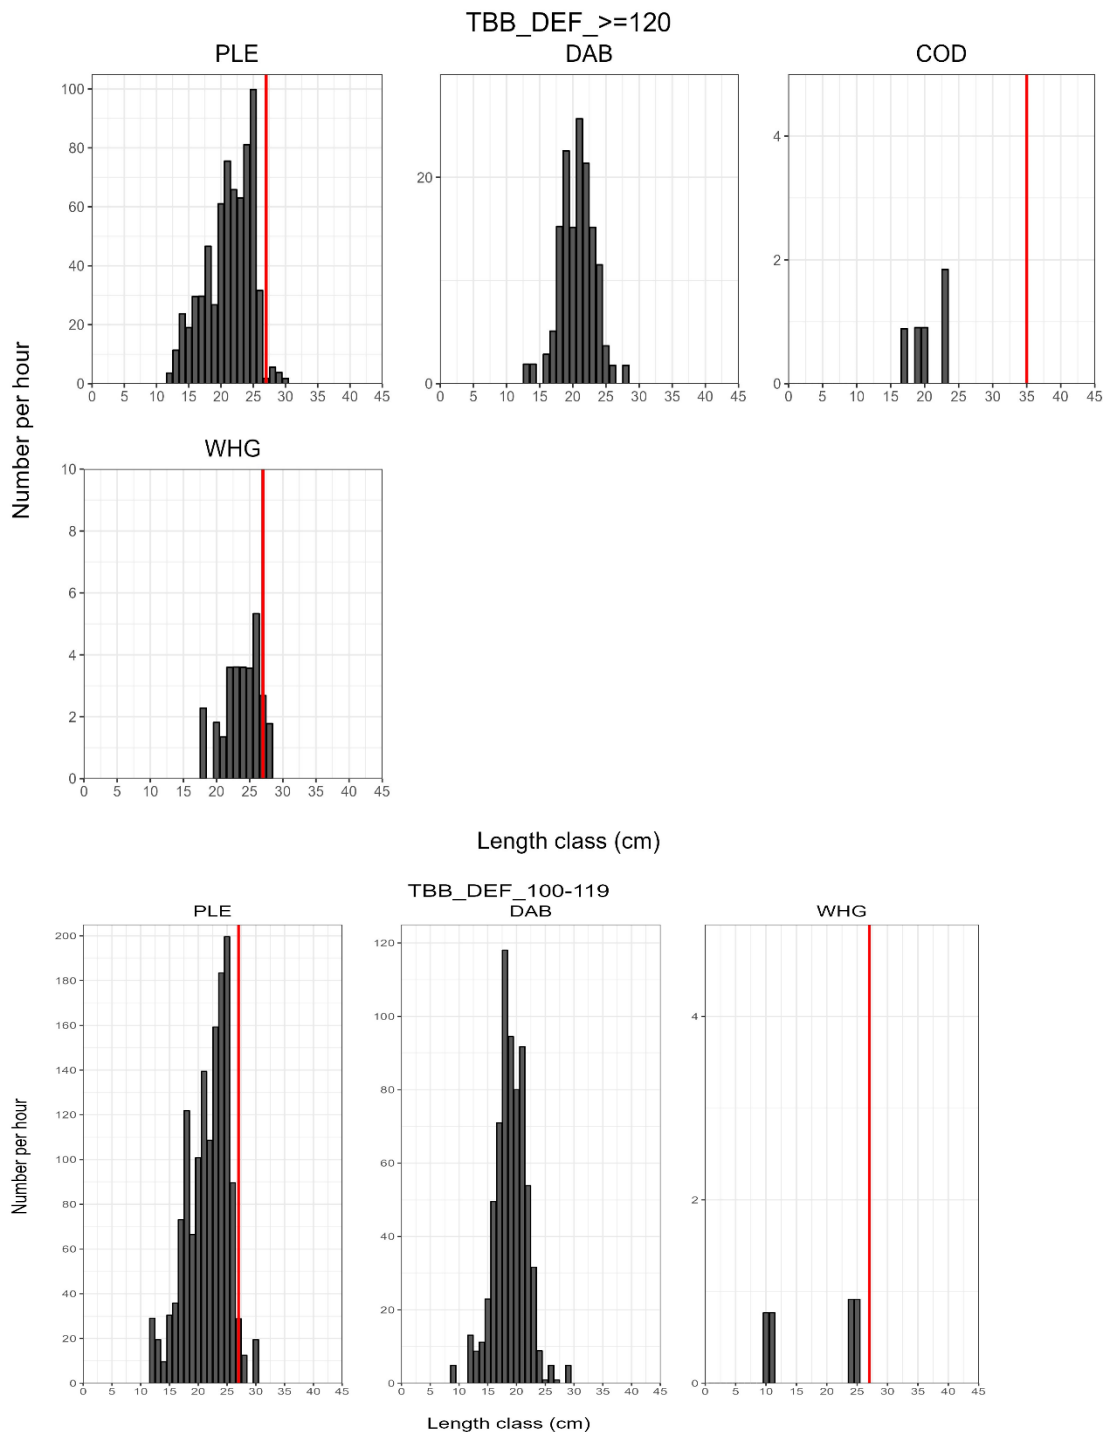 TBB_DEF_>=120
PLE DAB COD
100
80
60
40
20
0
0 5 10 15 20 25 30 35 40 45
20
0
0 5 10 15 20 25 30 35 40 45
4
2
0
0 5 10 15 20 25 30 35 40 45
Number per hour
WHG
10
8
6
4
2
0
0 5 10 15 20 25 30 35 40 45
Length class (cm)
TBB_DEF_100-119
PLE DAB WHG
Number per hour
200
180
160
140
120
100
80
60
40
20
0
0 5 10 15 20 25 30 35 40 45
120
100
80
60
40
20
0
0 5 10 15 20 25 30 35 40 45
4
2
0
0 5 10 15 20 25 30 35 40 45
Length class (cm)